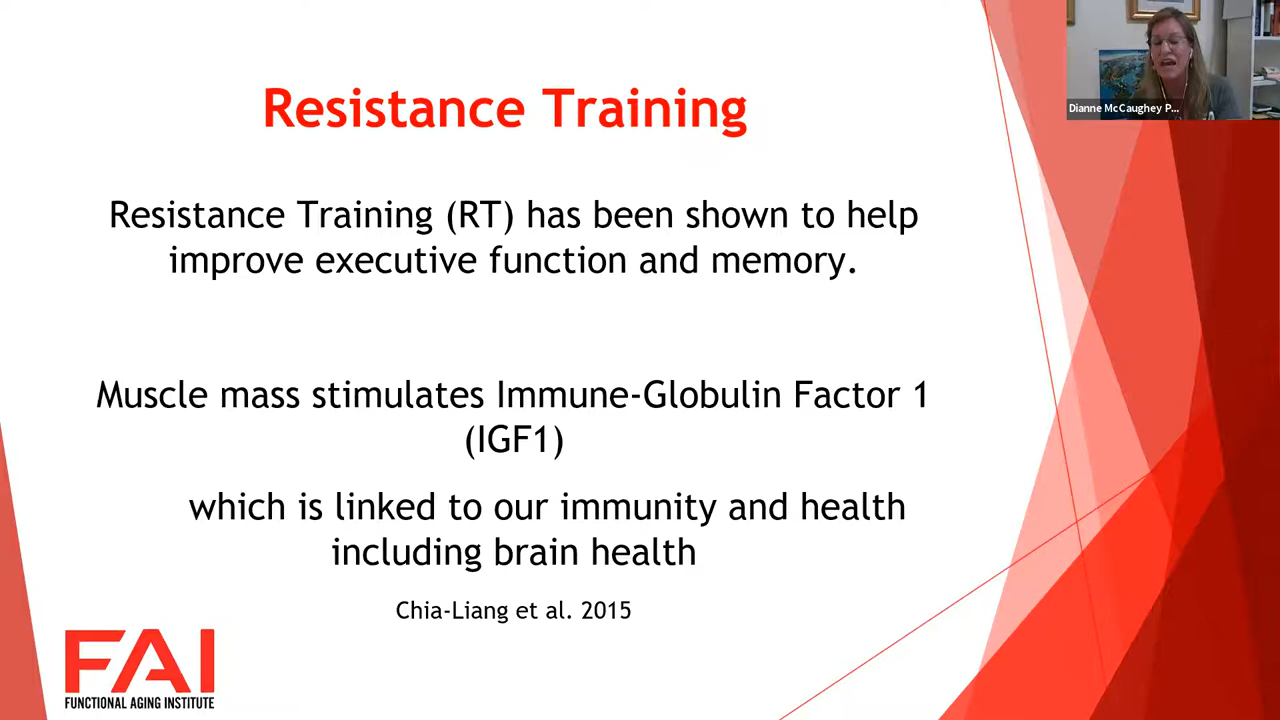 Resistance Training
Dianne McCaughey P...
Resistance Training (RT) has been shown to help
improve executive function and memory.
Muscle mass stimulates Immune-Globulin Factor 1
(IGF1)
which is linked to our immunity and health
including brain health
Chia-Liang et al. 2015
FAI
FUNCTIONAL AGING INSTITUTE